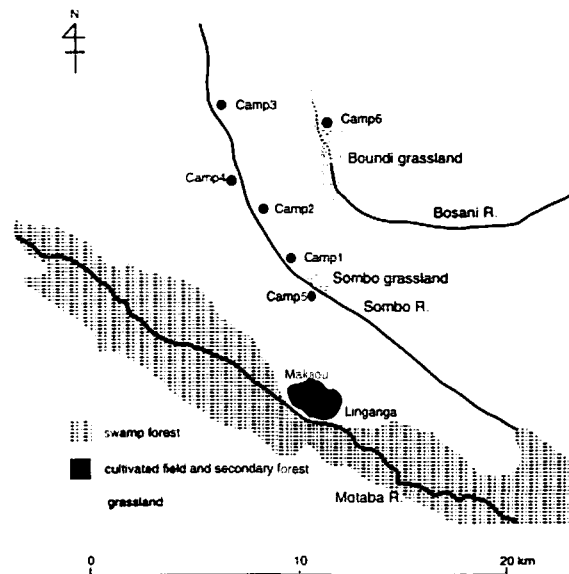 N
Camp3
Camp6
Boundi grassland
Camp4
Camp2
Bosani R.
Camp1
Sombo grassland
Camp5
Sombo R.
Makaou
Linganga
swamp forest
cultivated field and secondary forest
grassland
Motaba R.
0 10 20 km